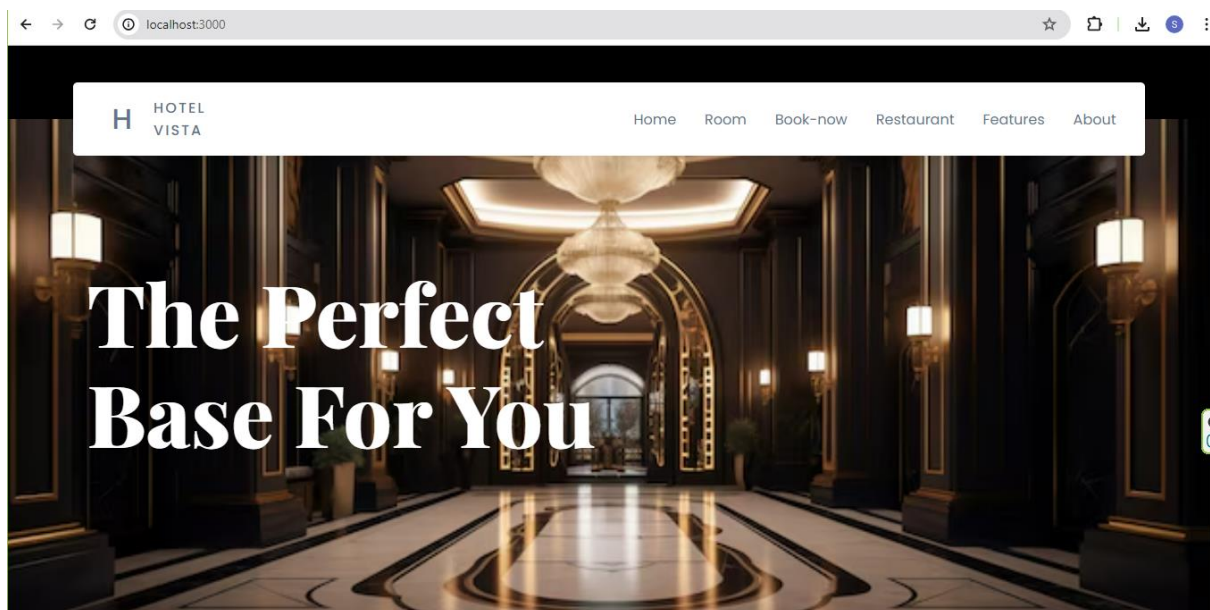 localhost:3000
S
H
HOTEL
VISTA
Home Room Book-now Restaurant Features About
The Perfect
Base For You